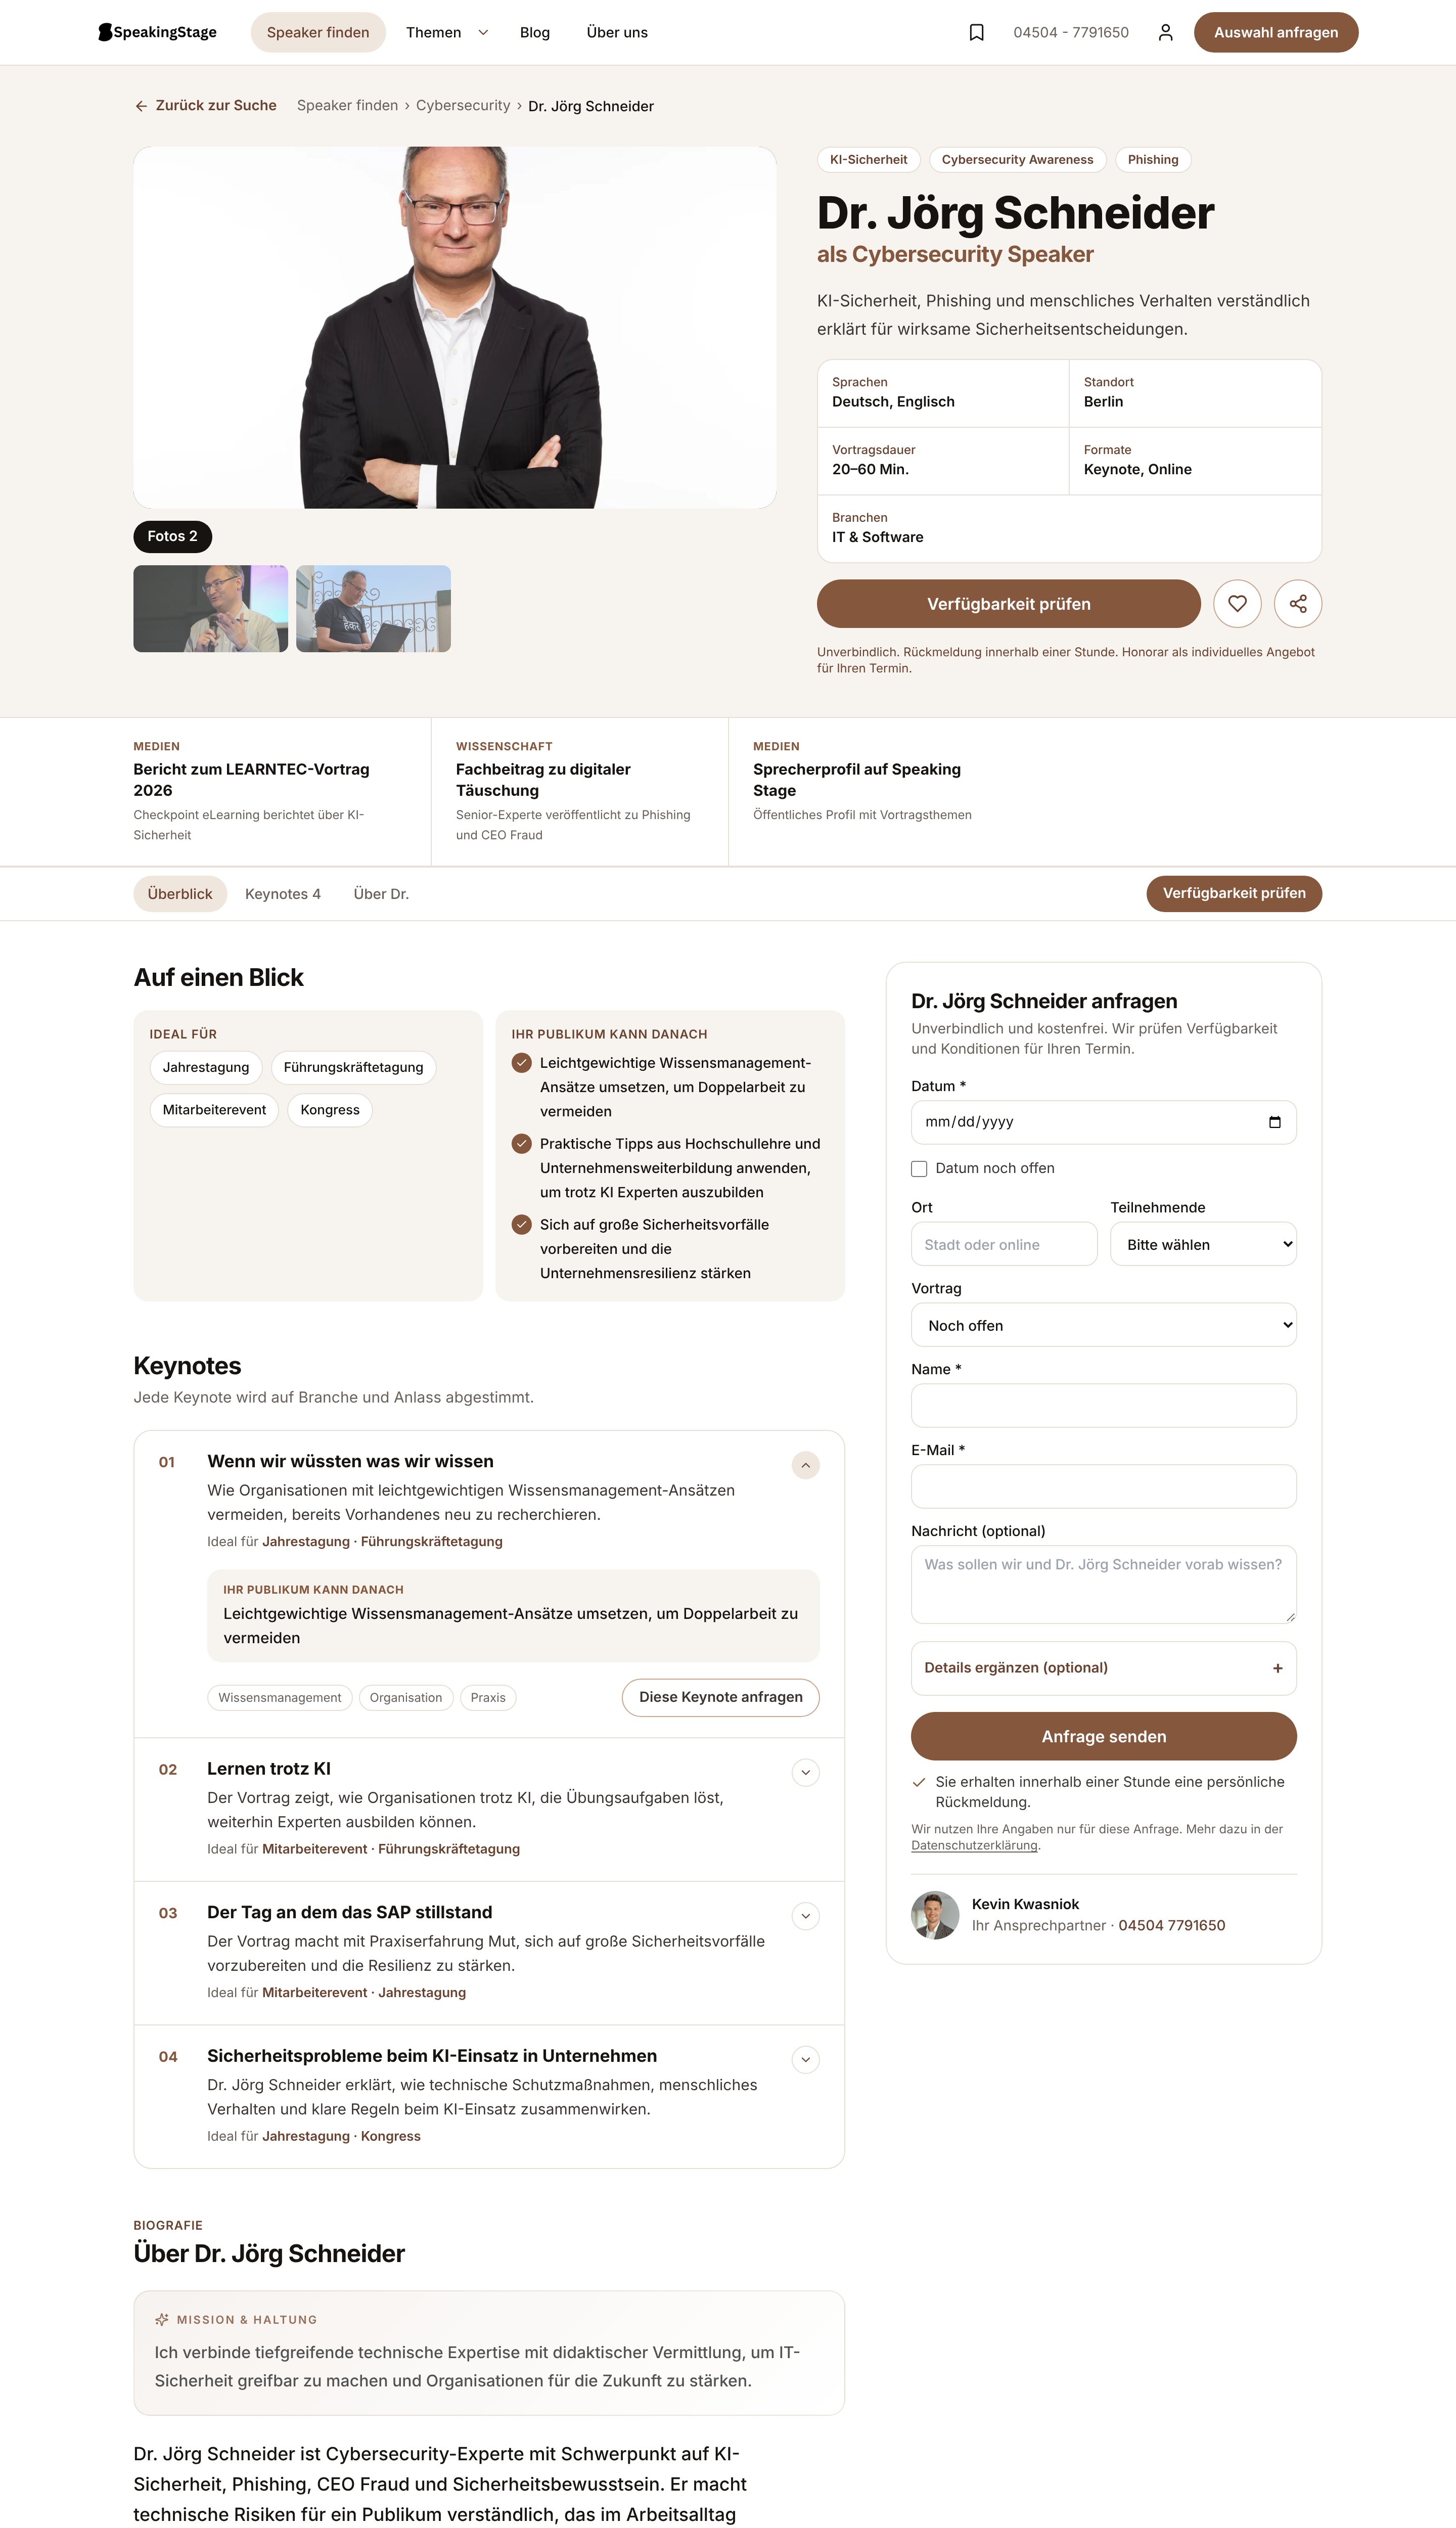 SpeakingStage
Speaker finden
Themen
Blog
Über uns
04504 - 7791650
Auswahl anfragen
Zurück zur Suche
Speaker finden › Cybersecurity › Dr. Jörg Schneider
KI-Sicherheit
Cybersecurity Awareness
Phishing
Dr. Jörg Schneider
als Cybersecurity Speaker
KI-Sicherheit, Phishing und menschliches Verhalten verständlich
erklärt für wirksame Sicherheitsentscheidungen.
Sprachen
Deutsch, Englisch
Standort
Berlin
Vortragsdauer
20–60 Min.
Formate
Keynote, Online
Branchen
IT & Software
Verfügbarkeit prüfen
Unverbindlich. Rückmeldung innerhalb einer Stunde. Honorar als individuelles Angebot
für Ihren Termin.
Fotos 2
MEDIEN
Bericht zum LEARNTEC-Vortrag
2026
Checkpoint eLearning berichtet über KI-
Sicherheit
WISSENSCHAFT
Fachbeitrag zu digitaler
Täuschung
Senior-Experte veröffentlicht zu Phishing
und CEO Fraud
MEDIEN
Sprecherprofil auf Speaking
Stage
Öffentliches Profil mit Vortragsthemen
Überblick
Keynotes 4
Über Dr.
Verfügbarkeit prüfen
Auf einen Blick
IDEAL FÜR
Jahrestagung
Führungskräftetagung
Mitarbeiterevent
Kongress
IHR PUBLIKUM KANN DANACH
Leichtgewichtige Wissensmanagement-
Ansätze umsetzen, um Doppelarbeit zu
vermeiden
Praktische Tipps aus Hochschullehre und
Unternehmensweiterbildung anwenden,
um trotz KI Experten auszubilden
Sich auf große Sicherheitsvorfälle
vorbereiten und die
Unternehmensresilienz stärken
Keynotes
Jede Keynote wird auf Branche und Anlass abgestimmt.
01
Wenn wir wüssten was wir wissen
Wie Organisationen mit leichtgewichtigen Wissensmanagement-Ansätzen
vermeiden, bereits Vorhandenes neu zu recherchieren.
Ideal für Jahrestagung · Führungskräftetagung
IHR PUBLIKUM KANN DANACH
Leichtgewichtige Wissensmanagement-Ansätze umsetzen, um Doppelarbeit zu
vermeiden
Wissensmanagement
Organisation
Praxis
Diese Keynote anfragen
02
Lernen trotz KI
Der Vortrag zeigt, wie Organisationen trotz KI, die Übungsaufgaben löst,
weiterhin Experten ausbilden können.
Ideal für Mitarbeiterevent · Führungskräftetagung
03
Der Tag an dem das SAP stillstand
Der Vortrag macht mit Praxiserfahrung Mut, sich auf große Sicherheitsvorfälle
vorzubereiten und die Resilienz zu stärken.
Ideal für Mitarbeiterevent · Jahrestagung
04
Sicherheitsprobleme beim KI-Einsatz in Unternehmen
Dr. Jörg Schneider erklärt, wie technische Schutzmaßnahmen, menschliches
Verhalten und klare Regeln beim KI-Einsatz zusammenwirken.
Ideal für Jahrestagung · Kongress
Dr. Jörg Schneider anfragen
Unverbindlich und kostenfrei. Wir prüfen Verfügbarkeit
und Konditionen für Ihren Termin.
Datum *
mm/dd/yyyy
Datum noch offen
Ort
Stadt oder online
Teilnehmende
Bitte wählen
Vortrag
Noch offen
Name *
E-Mail *
Nachricht (optional)
Was sollen wir und Dr. Jörg Schneider vorab wissen?
Details ergänzen (optional)
+
Anfrage senden
Sie erhalten innerhalb einer Stunde eine persönliche
Rückmeldung.
Wir nutzen Ihre Angaben nur für diese Anfrage. Mehr dazu in der
Datenschutzerklärung.
Kevin Kwasniok
Ihr Ansprechpartner · 04504 7791650
BIOGRAFIE
Über Dr. Jörg Schneider
MISSION & HALTUNG
Ich verbinde tiefgreifende technische Expertise mit didaktischer Vermittlung, um IT-
Sicherheit greifbar zu machen und Organisationen für die Zukunft zu stärken.
Dr. Jörg Schneider ist Cybersecurity-Experte mit Schwerpunkt auf KI-
Sicherheit, Phishing, CEO Fraud und Sicherheitsbewusstsein. Er macht
technische Risiken für ein Publikum verständlich, das im Arbeitsalltag